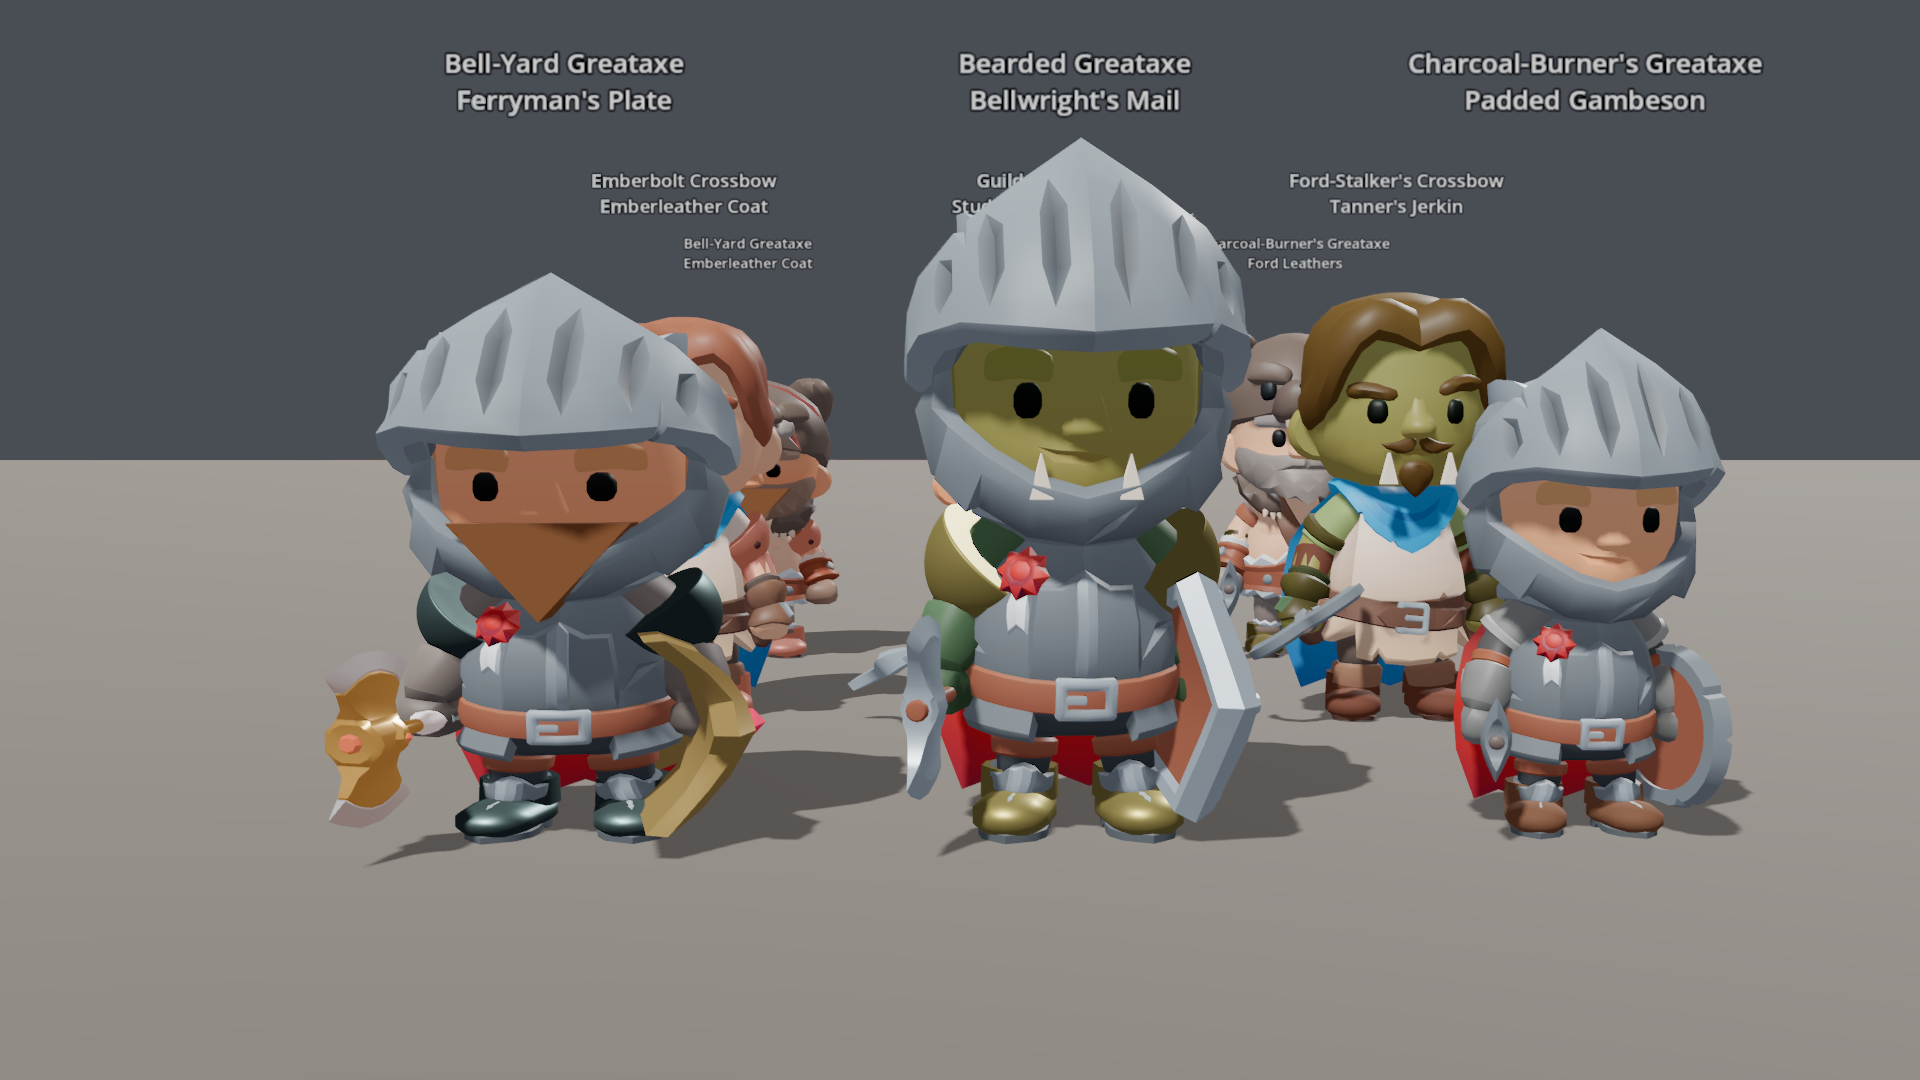 Bell-Yard Greataxe
Ferryman's Plate
Bearded Greataxe
Bellwright's Mail
Charcoal-Burner's Greataxe
Padded Gambeson
Emberbolt Crossbow
Emberleather Coat
Ford-Stalker's Crossbow
Tanner's Jerkin
Bell-Yard Greataxe
Emberleather Coat
Greataxe
Ford Leathers